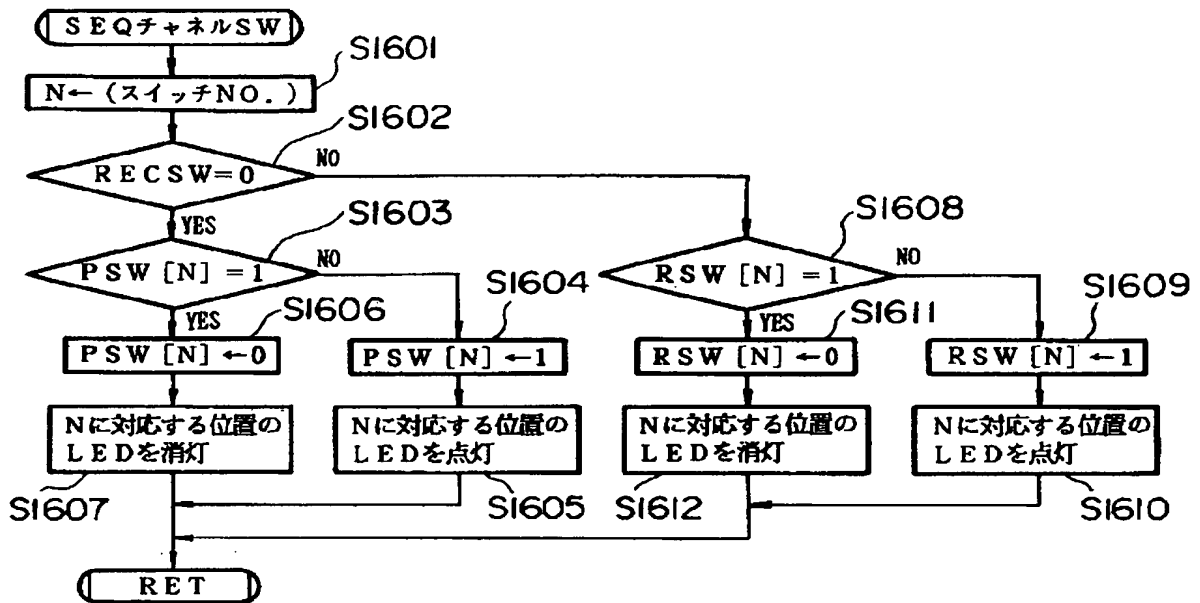 SEQチャネルSW
S1601
N←(スイッチNO.)
S1602
RECSW=0
NO
YES
S1603
PSW[N]=1
NO
YES
S1608
RSW[N]=1
NO
YES
S1606
PSW[N]←0
S1604
PSW[N]←1
S1611
RSW[N]←0
S1609
RSW[N]←1
Nに対応する位置の
LEDを消灯
S1607
Nに対応する位置の
LEDを点灯
S1605
Nに対応する位置の
LEDを消灯
S1612
Nに対応する位置の
LEDを点灯
S1610
RET